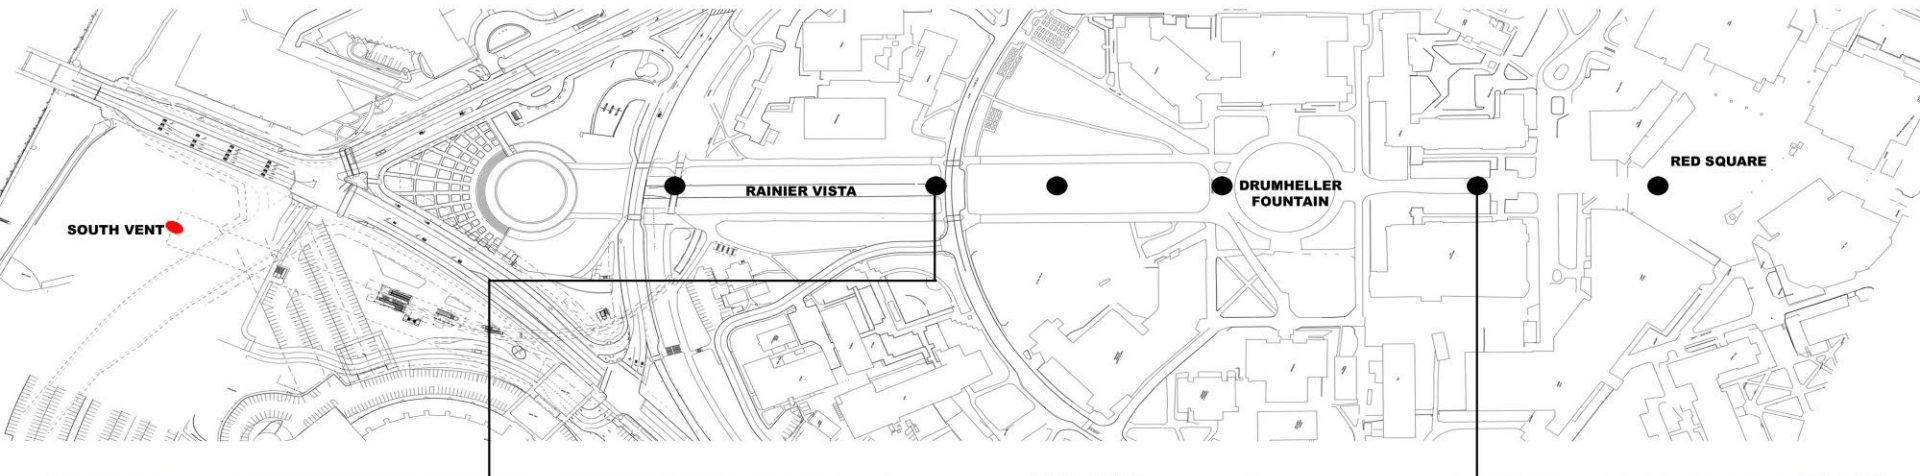 RED SQUARE
RAINIER VISTA
DRUMHELLER
FOUNTAIN
SOUTH VENT